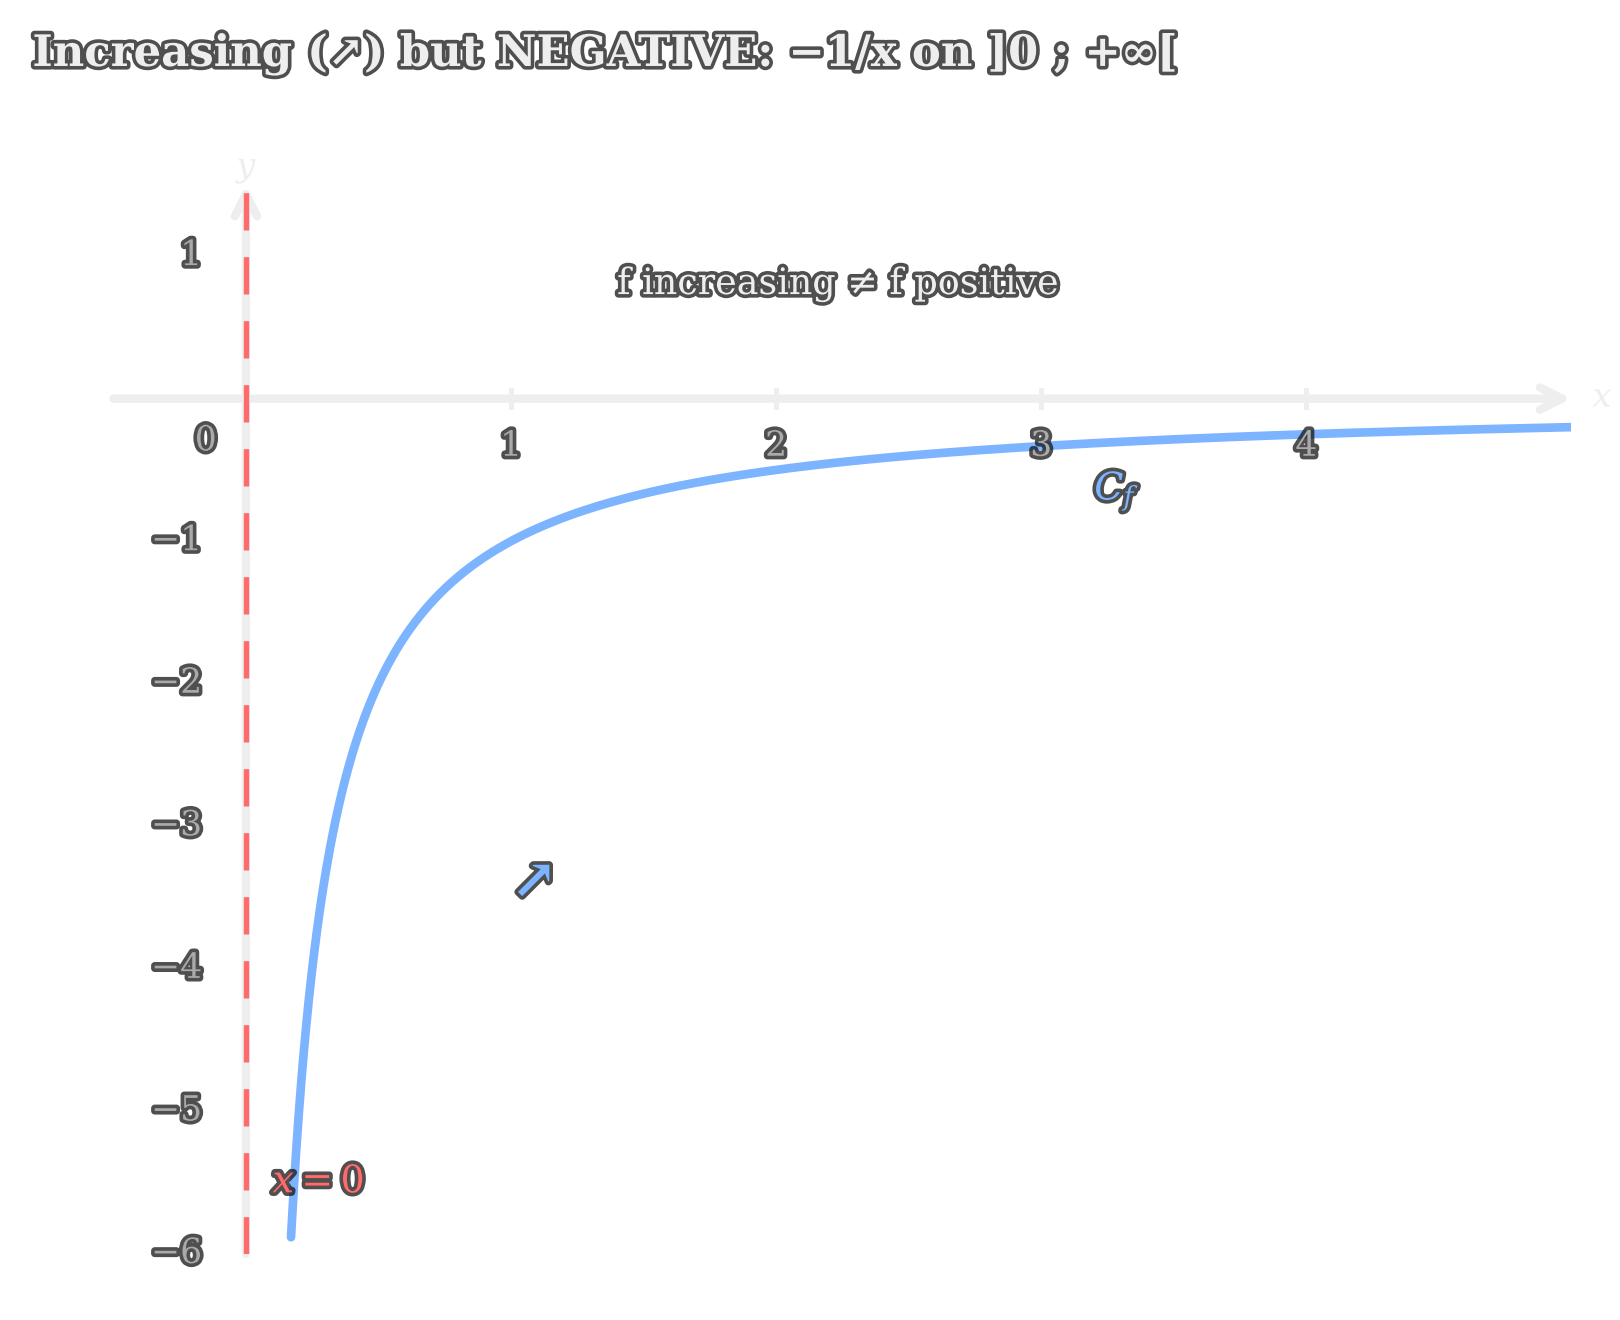 Increasing (↗) but NEGATIVE: −1/x on ]0 ; +∞[
y
1
f increasing ≠ f positive
x
0
1
2
3
4
C_f
−1
−2
−3
↗
−4
−5
x = 0
−6